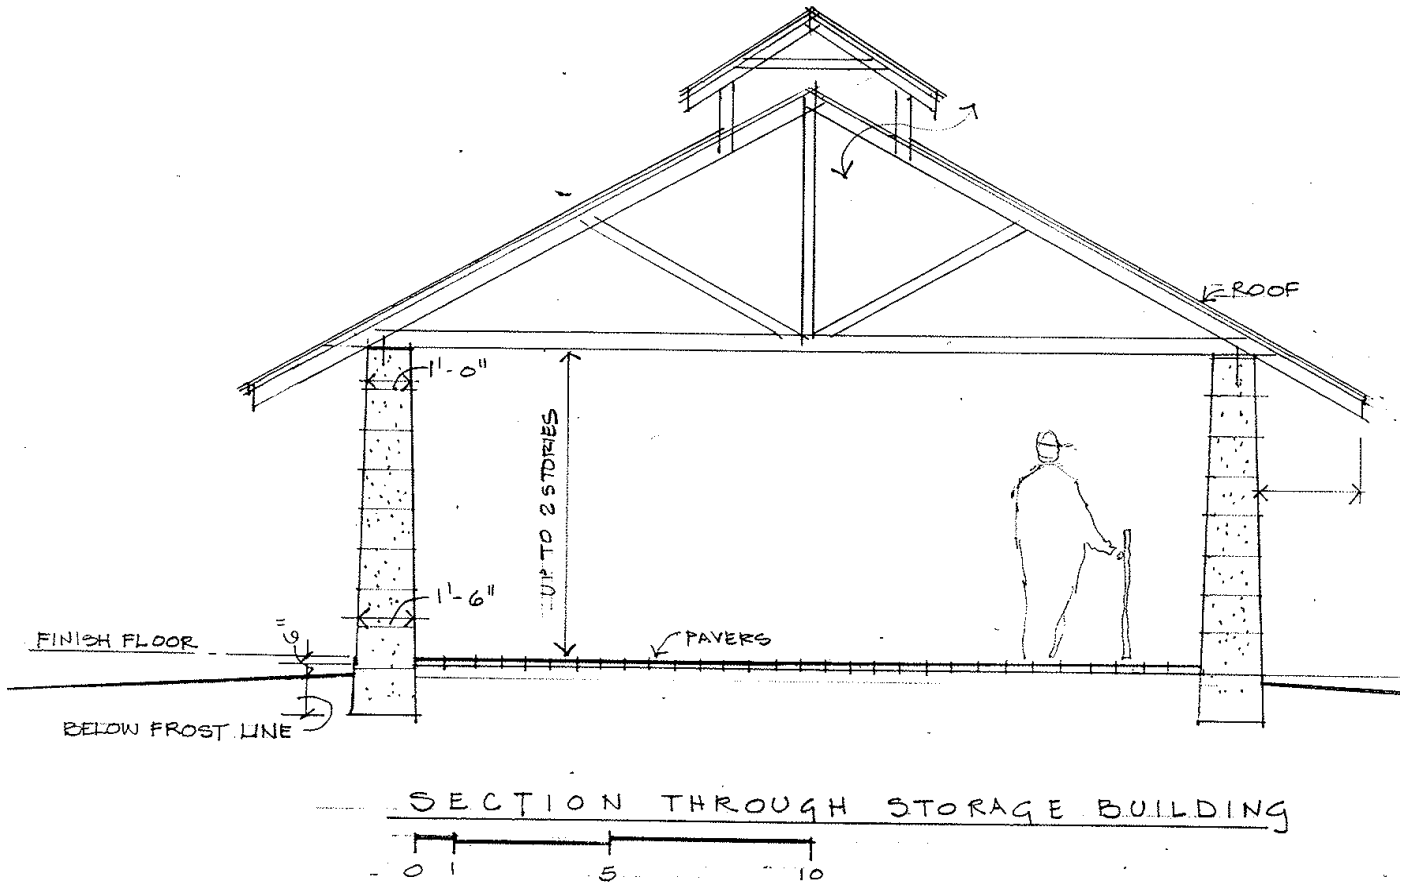 ROOF
1'-0"
UP TO 2 STORIES
1'-6"
6"
FINISH FLOOR
PAVERS
BELOW FROST LINE
SECTION THROUGH STORAGE BUILDING
0 1 5 10